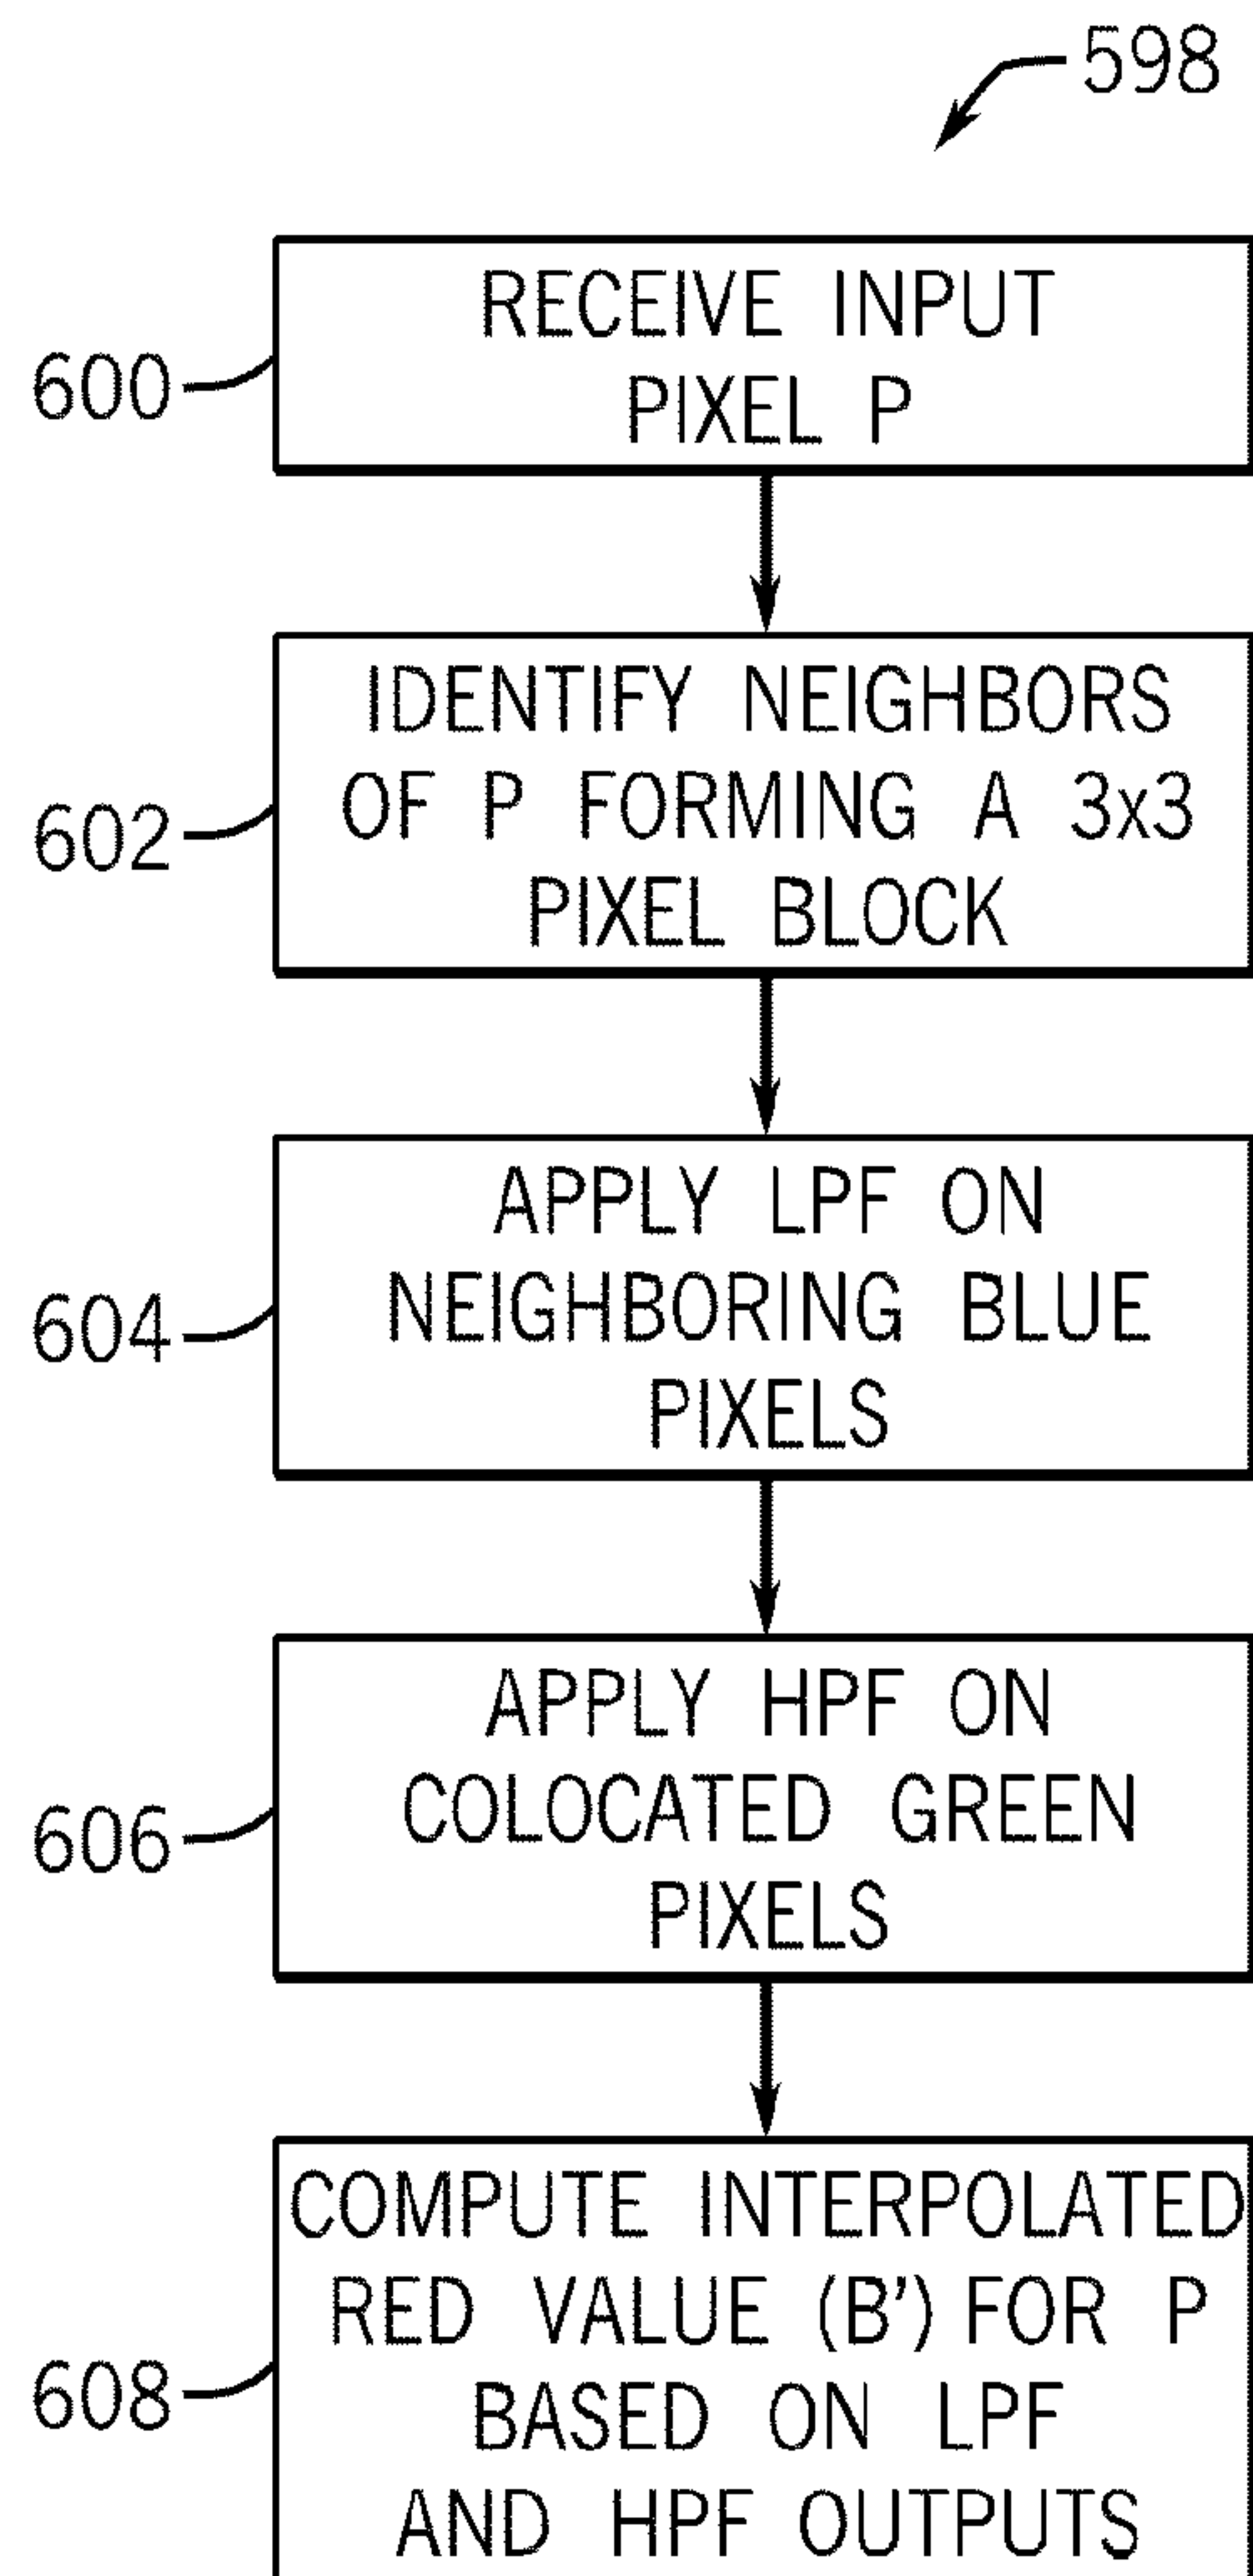 598
600
RECEIVE INPUT
PIXEL P
602
IDENTIFY NEIGHBORS
OF P FORMING A 3x3
PIXEL BLOCK
604
APPLY LPF ON
NEIGHBORING BLUE
PIXELS
606
APPLY HPF ON
COLOCATED GREEN
PIXELS
608
COMPUTE INTERPOLATED
RED VALUE (B') FOR P
BASED ON LPF
AND HPF OUTPUTS